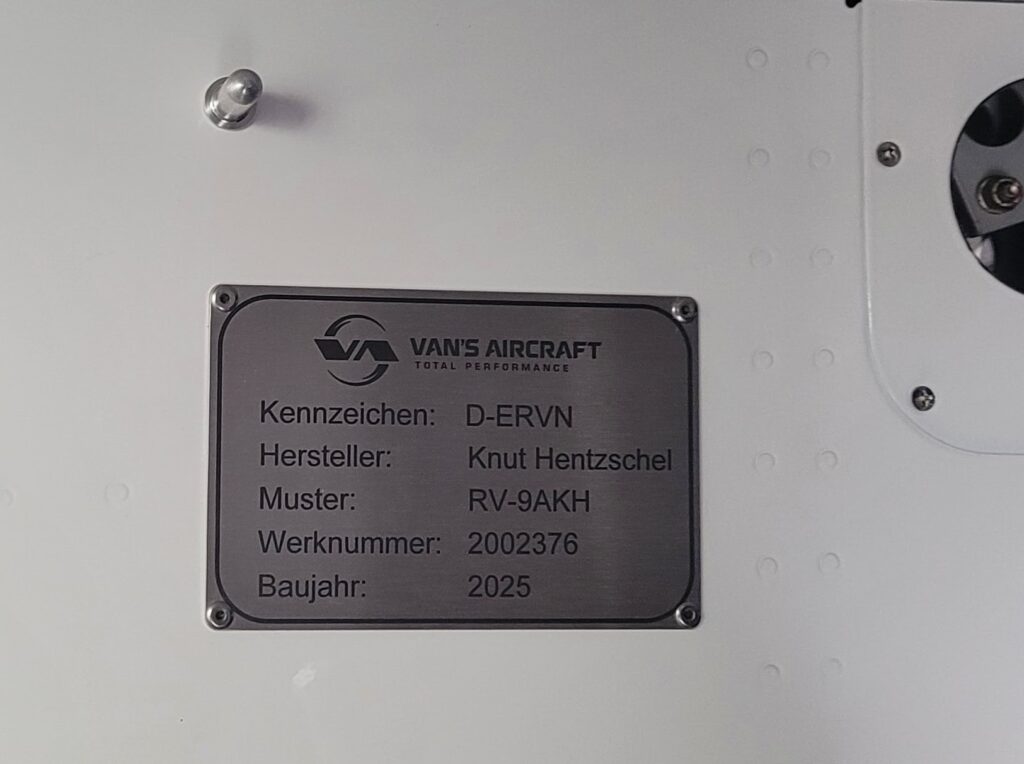 VAN'S AIRCRAFT
TOTAL PERFORMANCE
Kennzeichen: D-ERVN
Hersteller: Knut Hentzschel
Muster: RV-9AKH
Werknummer: 2002376
Baujahr: 2025